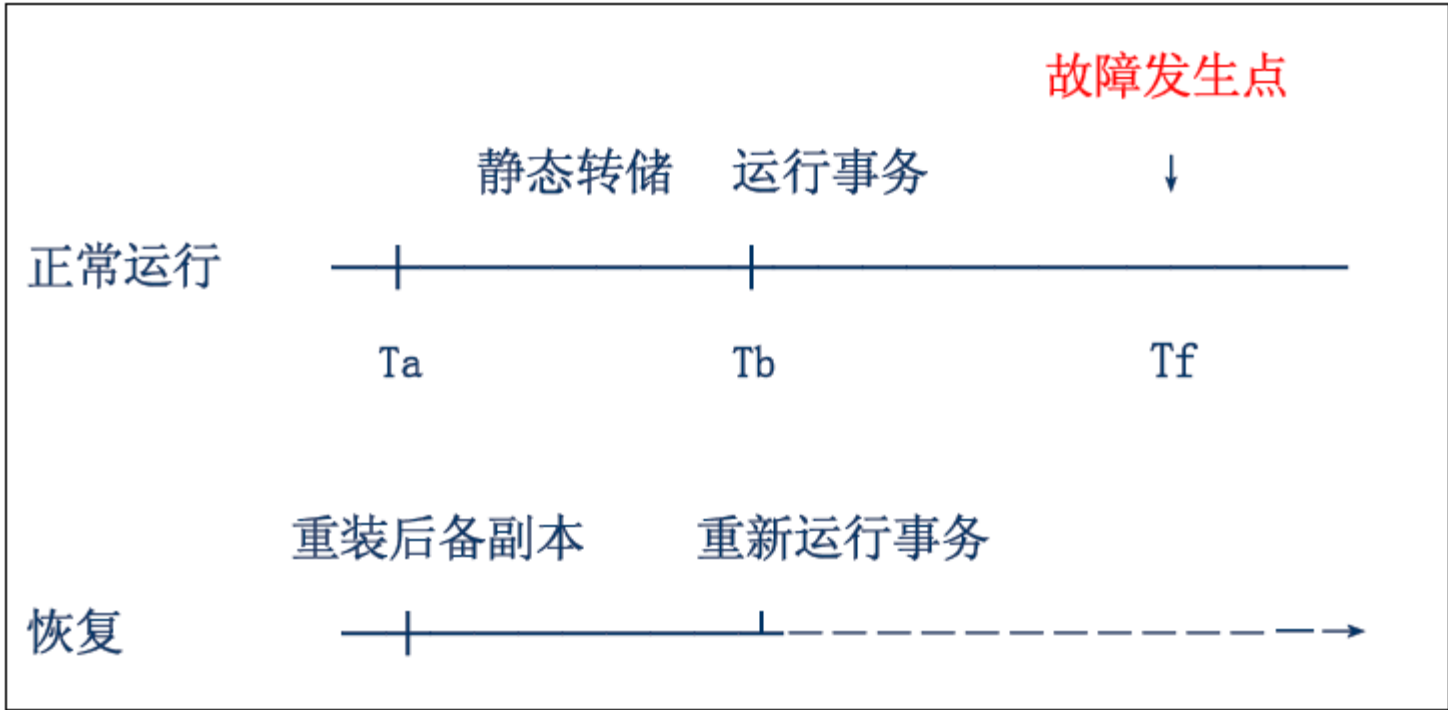 故障发生点
静态转储 运行事务
正常运行
Ta Tb Tf
重装后备副本 重新运行事务
恢复